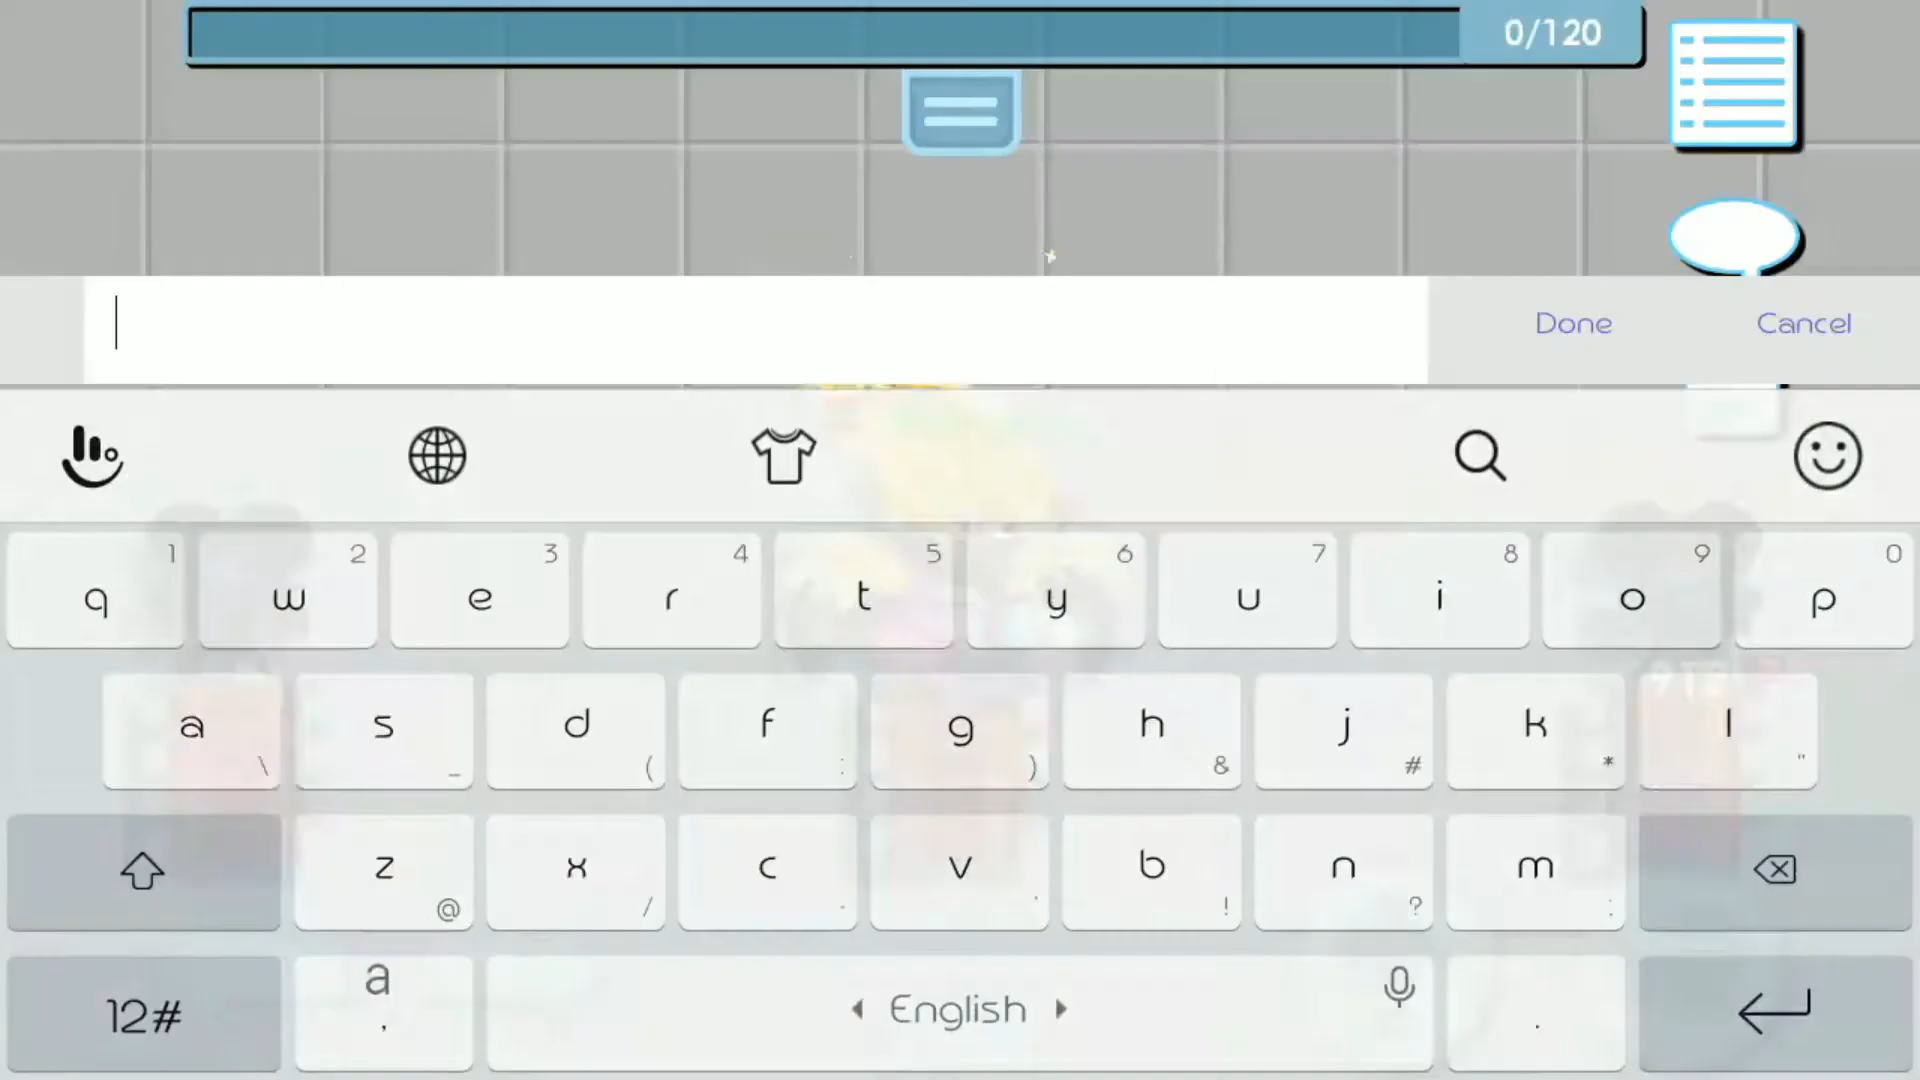 0/120
Done Cancel
1 2 3 4 5 6 7 8 9 0
q w e r t y u i o p
a s d f g h j k l
\ _ ( : ) & # * "
z x c v b n m
@ / - ' ! ? :
12# a , English .